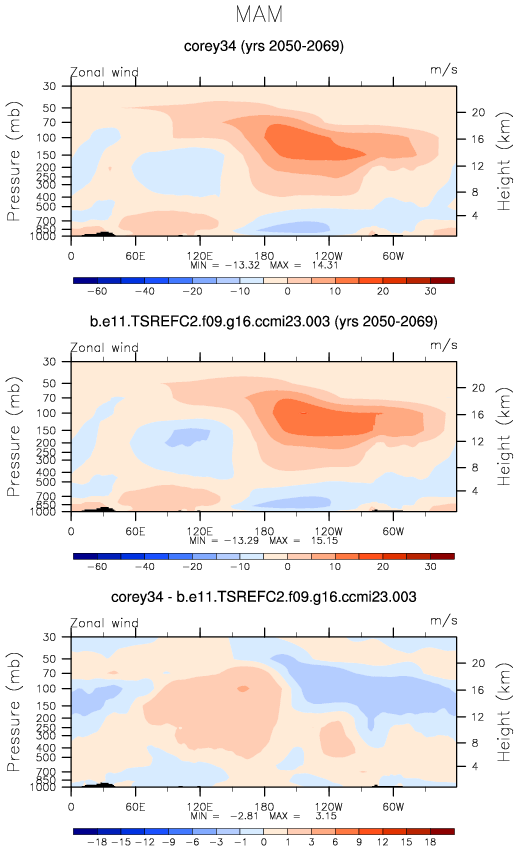 MAM
corey34 (yrs 2050-2069)
Zonal wind m/s
Pressure (mb)
30
50
70
100
150
200
250
300
400
500
700
850
1000
Height (km)
20
16
12
8
4
0 60E 120E 180 120W 60W
MIN = -13.32 MAX = 14.31
-60 -40 -20 -10 0 10 20 30
b.e11.TSREFC2.f09.g16.ccmi23.003 (yrs 2050-2069)
Zonal wind m/s
Pressure (mb)
30
50
70
100
150
200
250
300
400
500
700
850
1000
Height (km)
20
16
12
8
4
0 60E 120E 180 120W 60W
MIN = -13.29 MAX = 15.15
-60 -40 -20 -10 0 10 20 30
corey34 - b.e11.TSREFC2.f09.g16.ccmi23.003
Zonal wind m/s
Pressure (mb)
30
50
70
100
150
200
250
300
400
500
700
850
1000
Height (km)
20
16
12
8
4
0 60E 120E 180 120W 60W
MIN = -2.81 MAX = 3.15
-18 -15 -12 -9 -6 -3 -1 0 1 3 6 9 12 15 18